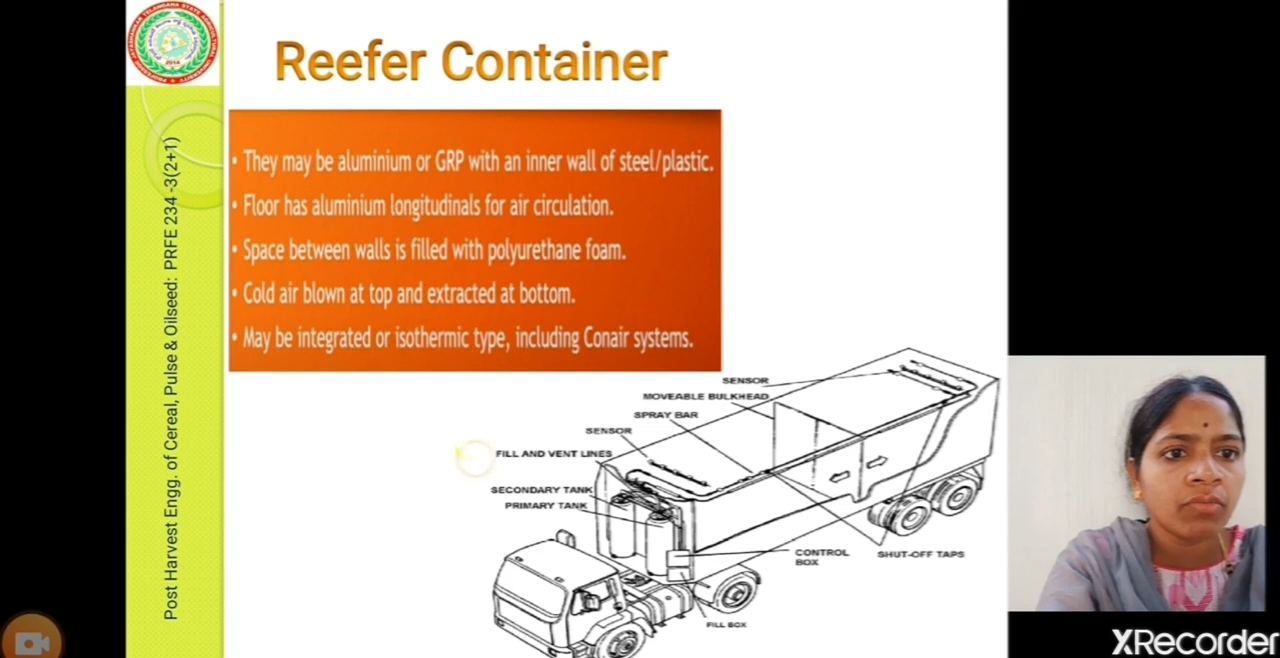 Reefer Container
• They may be aluminium or GRP with an inner wall of steel/plastic.
• Floor has aluminium longitudinals for air circulation.
• Space between walls is filled with polyurethane foam.
• Cold air blown at top and extracted at bottom.
• May be integrated or isothermic type, including Conair systems.
Post Harvest Engg. of Cereal, Pulse & Oilseed: PRFE 234 -3(2+1)
SENSOR
MOVEABLE BULKHEAD
SPRAY BAR
SENSOR
FILL AND VENT LINES
SECONDARY TANK
PRIMARY TANK
CONTROL
BOX
SHUT-OFF TAPS
FILL BOX
2014
XRecorder